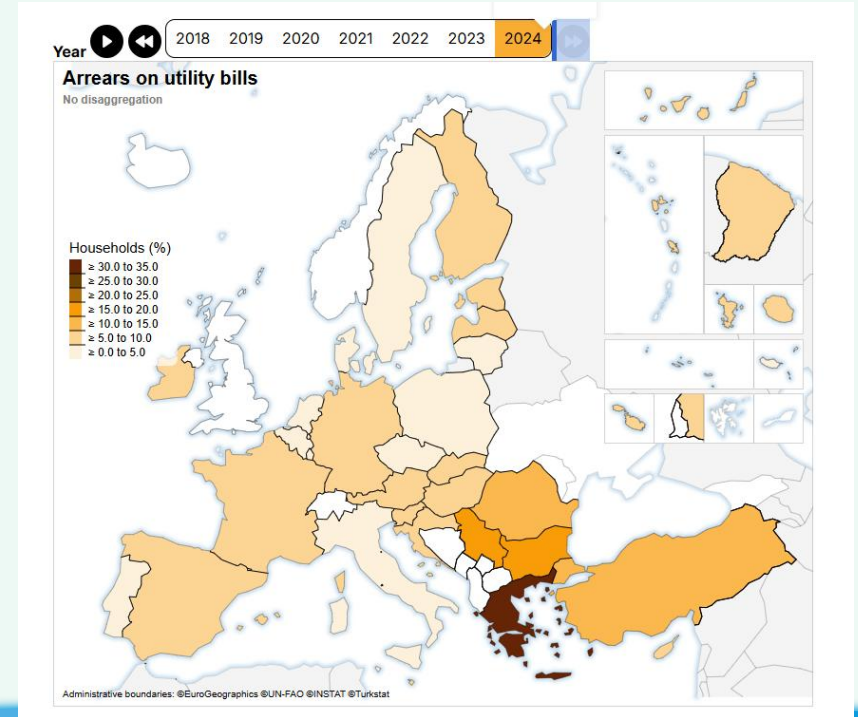 Year 2018 2019 2020 2021 2022 2023 2024
Arrears on utility bills
No disaggregation
Households (%)
≥ 30.0 to 35.0
≥ 25.0 to 30.0
≥ 20.0 to 25.0
≥ 15.0 to 20.0
≥ 10.0 to 15.0
≥ 5.0 to 10.0
≥ 0.0 to 5.0
Administrative boundaries: ©EuroGeographics ©UN-FAO ©INSTAT ©Turkstat